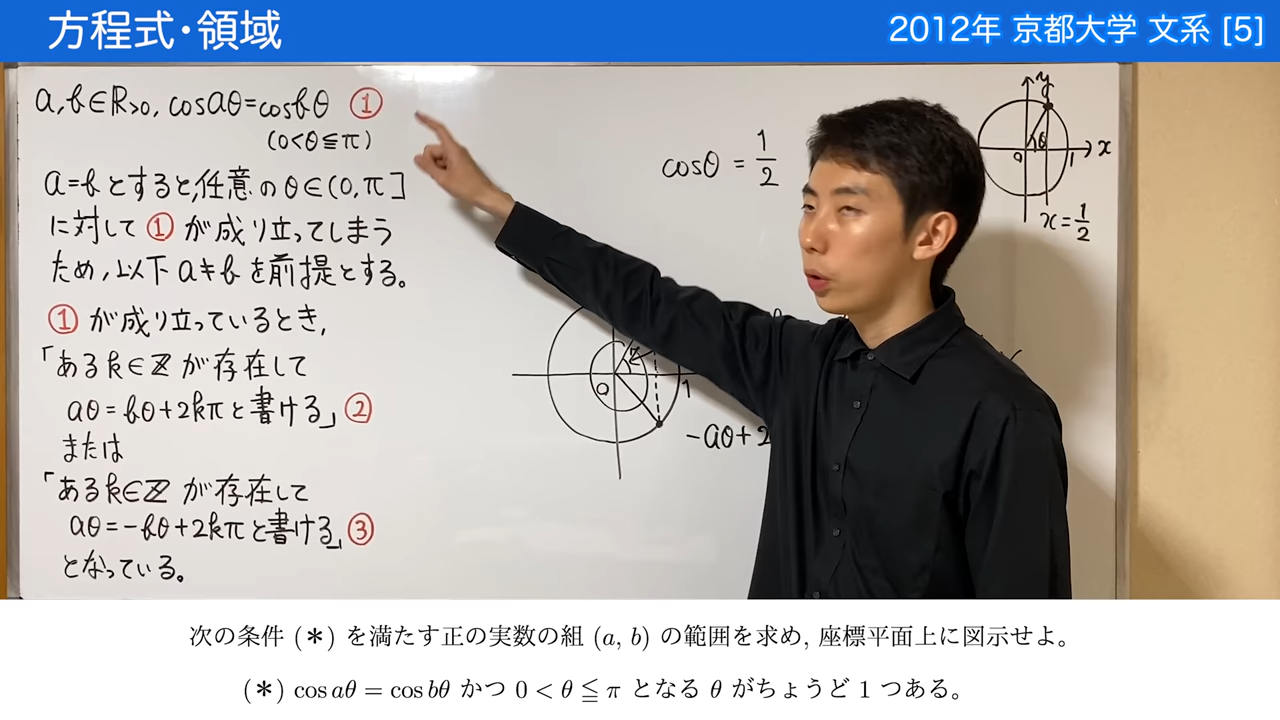 方程式・領域
2012年 京都大学 文系 [5]
a, b ∈ ℝ>0, cos aθ = cos bθ ①
(0 < θ ≦ π)
a = b とすると, 任意の θ ∈ (0, π]
に対して ① が成り立ってしまう
ため, 以下 a ≠ b を前提とする。
① が成り立っているとき,
「ある k ∈ ℤ が存在して
aθ = bθ + 2kπ と書ける」②
または
「ある k ∈ ℤ が存在して
aθ = −bθ + 2kπ と書ける」③
となっている。
cosθ = 1/2
y
θ
0
1
x
x = 1/2
0
1
-aθ+2
次の条件 (＊) を満たす正の実数の組 (a, b) の範囲を求め, 座標平面上に図示せよ。
(＊) cos aθ = cos bθ かつ 0 < θ ≦ π となる θ がちょうど 1 つある。